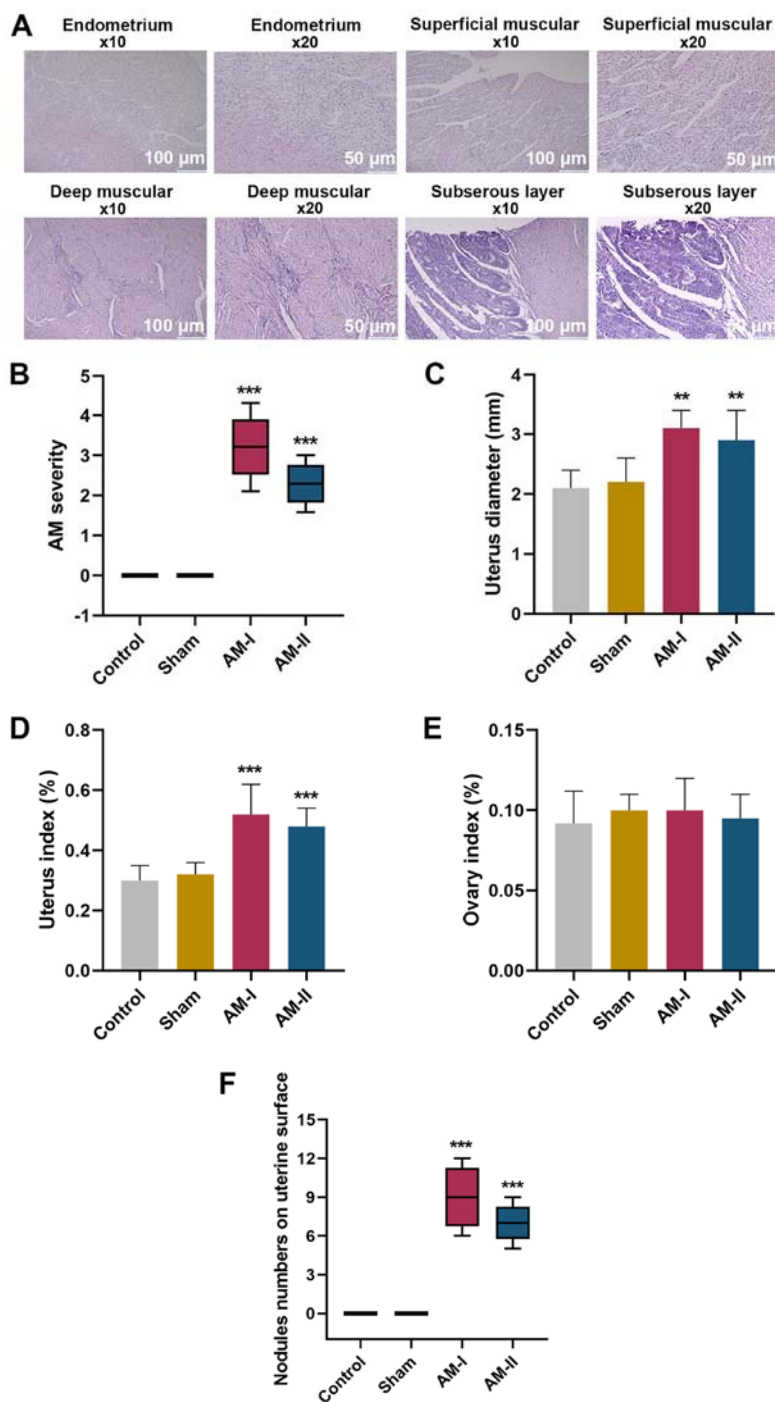 A
Endometrium
x10
Endometrium
x20
Superficial muscular
x10
Superficial muscular
x20
100 µm
50 µm
100 µm
50 µm
Deep muscular
x10
Deep muscular
x20
Subserous layer
x10
Subserous layer
x20
100 µm
50 µm
100 µm
50 µm
B
AM severity
5
4
3
2
1
0
-1
***
***
Control
Sham
AM-I
AM-II
C
Uterus diameter (mm)
4
3
2
1
0
**
**
Control
Sham
AM-I
AM-II
D
Uterus index (%)
0.8
0.6
0.4
0.2
0.0
***
***
Control
Sham
AM-I
AM-II
E
Ovary index (%)
0.15
0.10
0.05
0.00
Control
Sham
AM-I
AM-II
F
Nodules numbers on uterine surface
15
12
9
6
3
0
***
***
Control
Sham
AM-I
AM-II